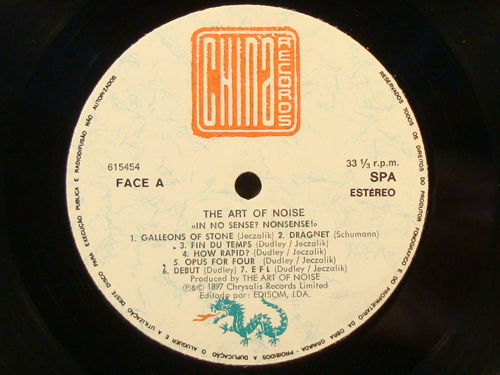 CHINA
RECORDS
615454
FACE A
33 ⅓ r.p.m.
SPA
ESTÉREO
THE ART OF NOISE
«IN NO SENSE? NONSENSE!»
1. GALLEONS OF STONE (Jeczalik) 2. DRAGNET (Schumann)
3. FIN DU TEMPS (Dudley / Jeczalik)
4. HOW RAPID? (Dudley / Jeczalik)
5. OPUS FOR FOUR (Dudley / Jeczalik)
6. DEBUT (Dudley) 7. E F L (Jeczalik)
Produced by THE ART OF NOISE
℗&© 1897 Chrysalis Records Limited
Editado por: EDISOM, LDA.
RESERVADOS TODOS OS DIREITOS DO PRODUTOR FONOGRÁFICO E DO PROPRIETÁRIO DA OBRA GRAVADA - PROIBIDOS A DUPLICAÇÃO O ALUGUER E A UTILIZAÇÃO DESTE DISCO PARA EXECUÇÃO PÚBLICA E RADIODIFUSÃO NÃO AUTORIZADOS